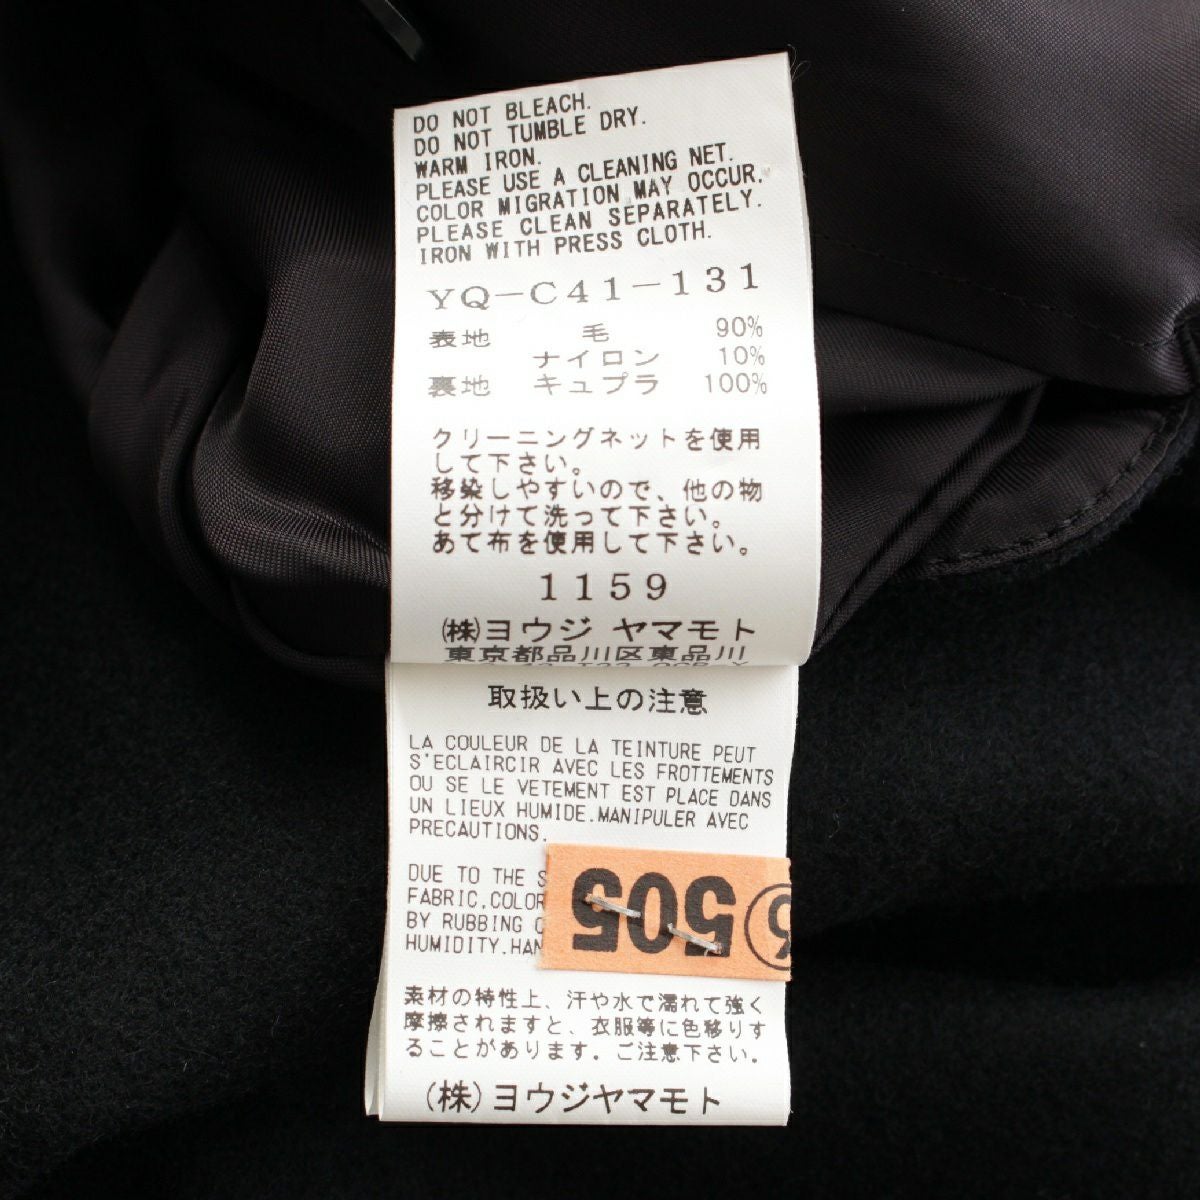 DO NOT BLEACH.
DO NOT TUMBLE DRY.
WARM IRON.
PLEASE USE A CLEANING NET.
COLOR MIGRATION MAY OCCUR.
PLEASE CLEAN SEPARATELY.
IRON WITH PRESS CLOTH.
YQ-C41-131
表地 毛 90%
ナイロン 10%
裏地 キュプラ 100%
クリーニングネットを使用
して下さい。
移染しやすいので、他の物
と分けて洗って下さい。
あて布を使用して下さい。
1159
(株)ヨウジ ヤマモト
東京都品川区東品川
取扱い上の注意
LA COULEUR DE LA TEINTURE PEUT
S'ECLAIRCIR AVEC LES FROTTEMENTS
OU SE LE VETEMENT EST PLACE DANS
UN LIEUX HUMIDE.MANIPULER AVEC
PRECAUTIONS.
DUE TO THE
FABRIC,COLOR
BY RUBBING
HUMIDITY.
505
素材の特性上、汗や水で濡れて強く
摩擦されますと、衣服等に色移りす
ることがあります。ご注意下さい。
(株)ヨウジヤマモト